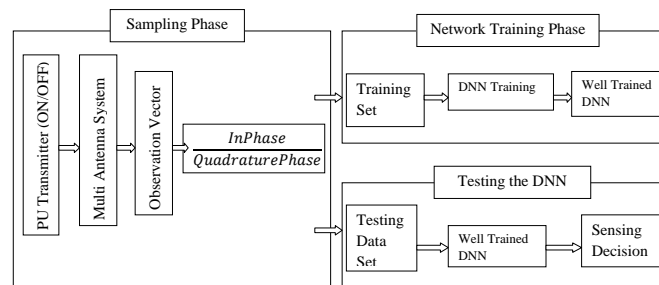 Sampling Phase
PU Transmitter (ON/OFF)
Multi Antenna System
Observation Vector
InPhase
QuadraturePhase
Network Training Phase
Training
Set
DNN Training
Well Trained
DNN
Testing the DNN
Testing
Data
Set
Well Trained
DNN
Sensing
Decision